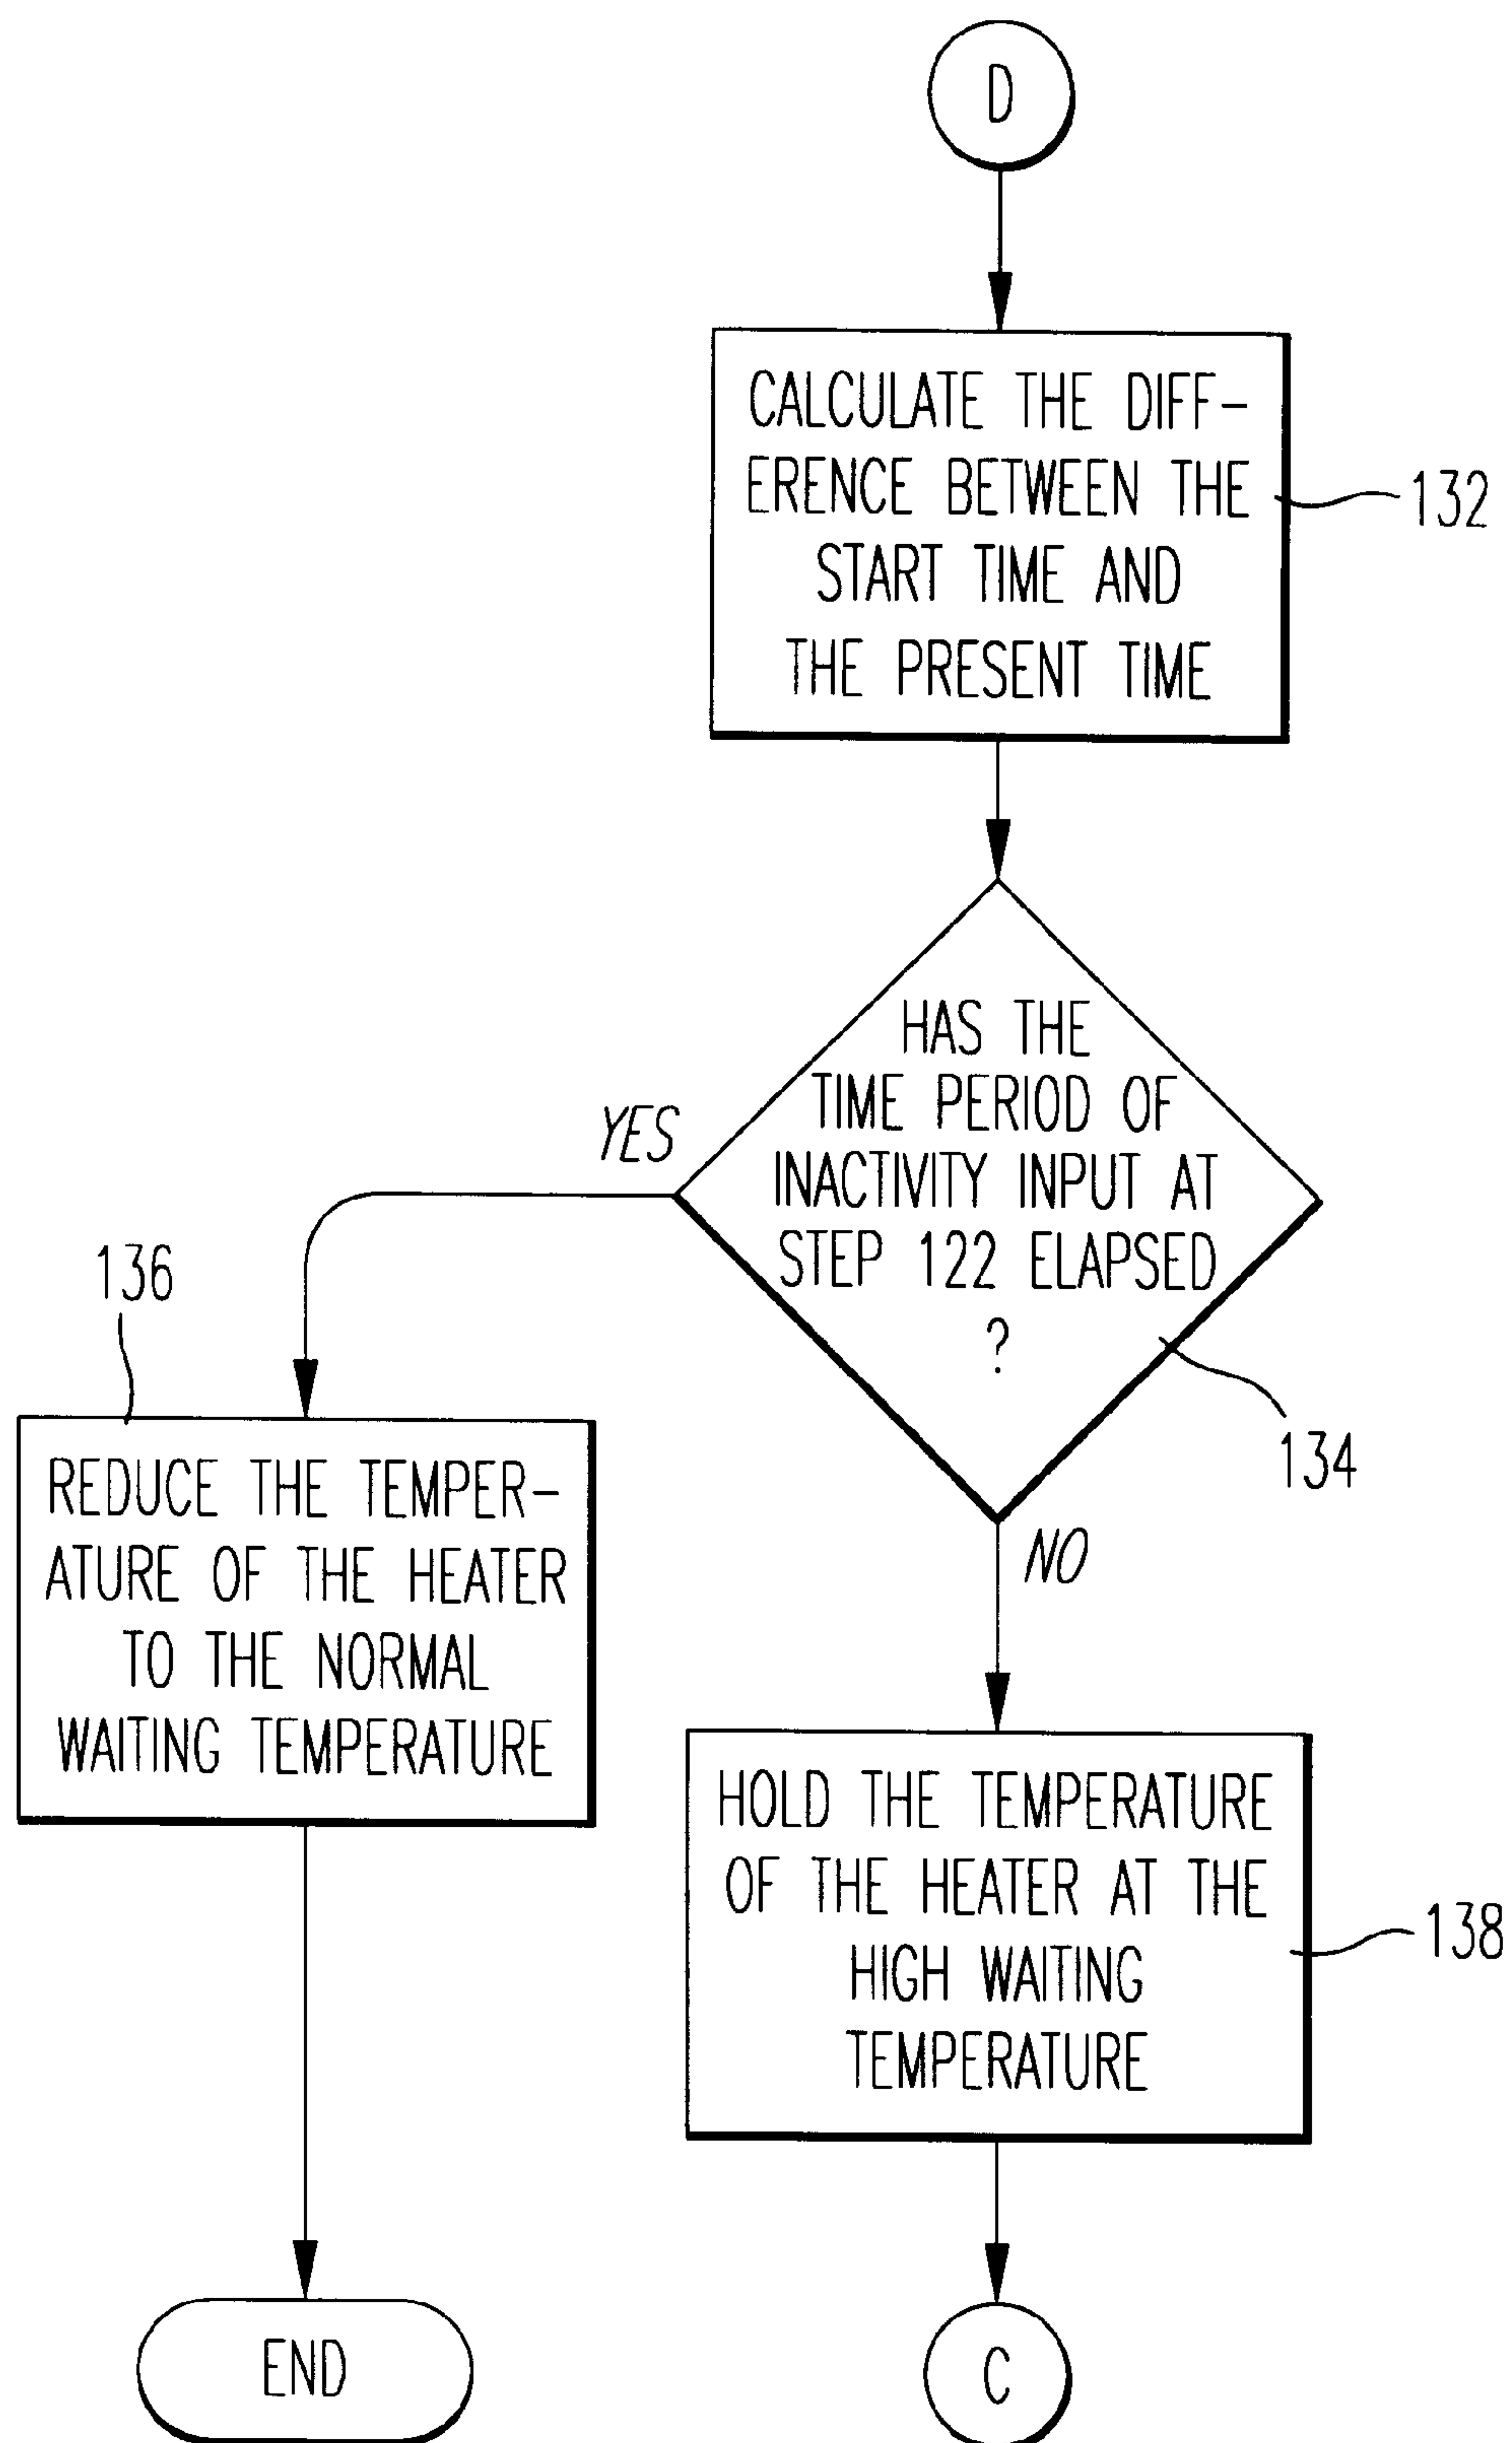 D
CALCULATE THE DIFF-
ERENCE BETWEEN THE
START TIME AND
THE PRESENT TIME
132
HAS THE
TIME PERIOD OF
INACTIVITY INPUT AT
STEP 122 ELAPSED
?
134
YES
136
REDUCE THE TEMPER-
ATURE OF THE HEATER
TO THE NORMAL
WAITING TEMPERATURE
NO
HOLD THE TEMPERATURE
OF THE HEATER AT THE
HIGH WAITING
TEMPERATURE
138
END
C